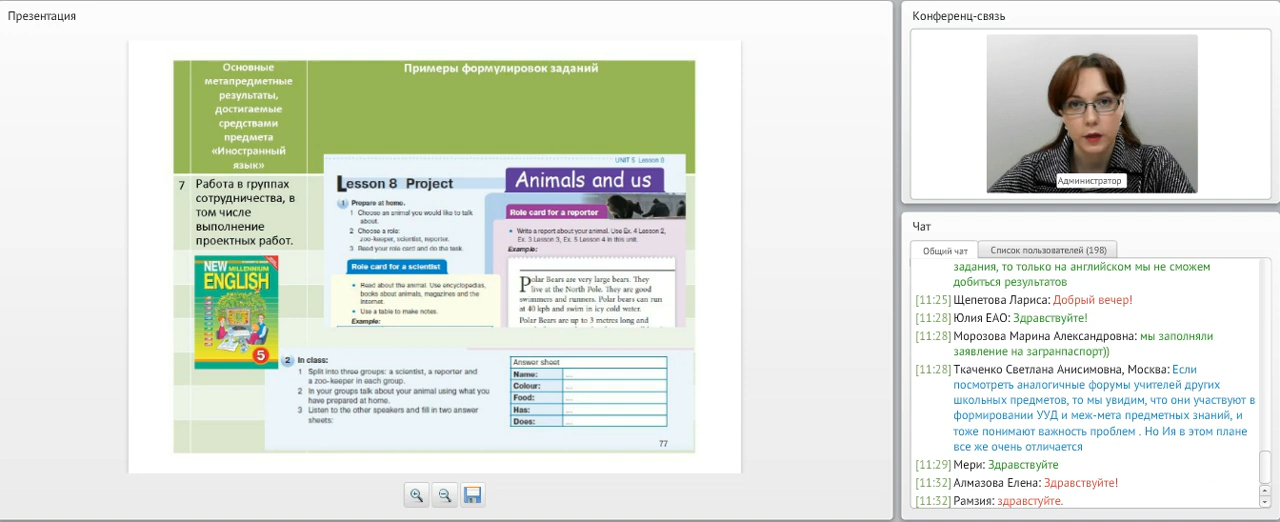 Презентация
Основные
метапредметные
результаты,
достигаемые
средствами
предмета
«Иностранный
язык»
Примеры формулировок заданий
7 Работа в группах
сотрудничества, в
том числе
выполнение
проектных работ.
NEW MILLENNIUM
ENGLISH
5
UNIT 5 Lesson 8
Lesson 8 Project
Animals and us
1 Prepare at home.
1 Choose an animal you would like to talk
about.
2 Choose a role:
zoo-keeper, scientist, reporter.
3 Read your role card and do the task.
Role card for a scientist
• Read about the animal. Use encyclopedias,
books about animals, magazines and the
Internet.
• Use a table to make notes.
Example:
Role card for a reporter
• Write a report about your animal. Use Ex. 4 Lesson 2,
Ex. 3 Lesson 3, Ex. 5 Lesson 4 in this unit.
Example:
Polar Bears are very large bears. They
live at the North Pole. They are good
swimmers and runners. Polar bears can run
at 40 kph and swim in icy cold water.
Polar Bears are up to 3 metres long and
2 In class:
1 Split into three groups: a scientist, a reporter and
a zoo-keeper in each group.
2 In your groups talk about your animal using what you
have prepared at home.
3 Listen to the other speakers and fill in two answer
sheets:
Answer sheet
Name: ...
Colour: ...
Food: ...
Has: ...
Does: ...
77
Конференц-связь
Администратор
Чат
Общий чат
Список пользователей (198)
задания, то только на английском мы не сможем
добиться результатов
[11:25] Щепетова Лариса: Добрый вечер!
[11:28] Юлия ЕАО: Здравствуйте!
[11:28] Морозова Марина Александровна: мы заполняли
заявление на загранпаспорт))
[11:28] Ткаченко Светлана Анисимовна, Москва: Если
посмотреть аналогичные форумы учителей других
школьных предметов, то мы увидим, что они участвуют в
формировании УУД и меж-мета предметных знаний, и
тоже понимают важность проблем . Но Ия в этом плане
все же очень отличается
[11:29] Мери: Здравствуйте
[11:32] Алмазова Елена: Здравствуйте!
[11:32] Рамзия: здравстуйте.